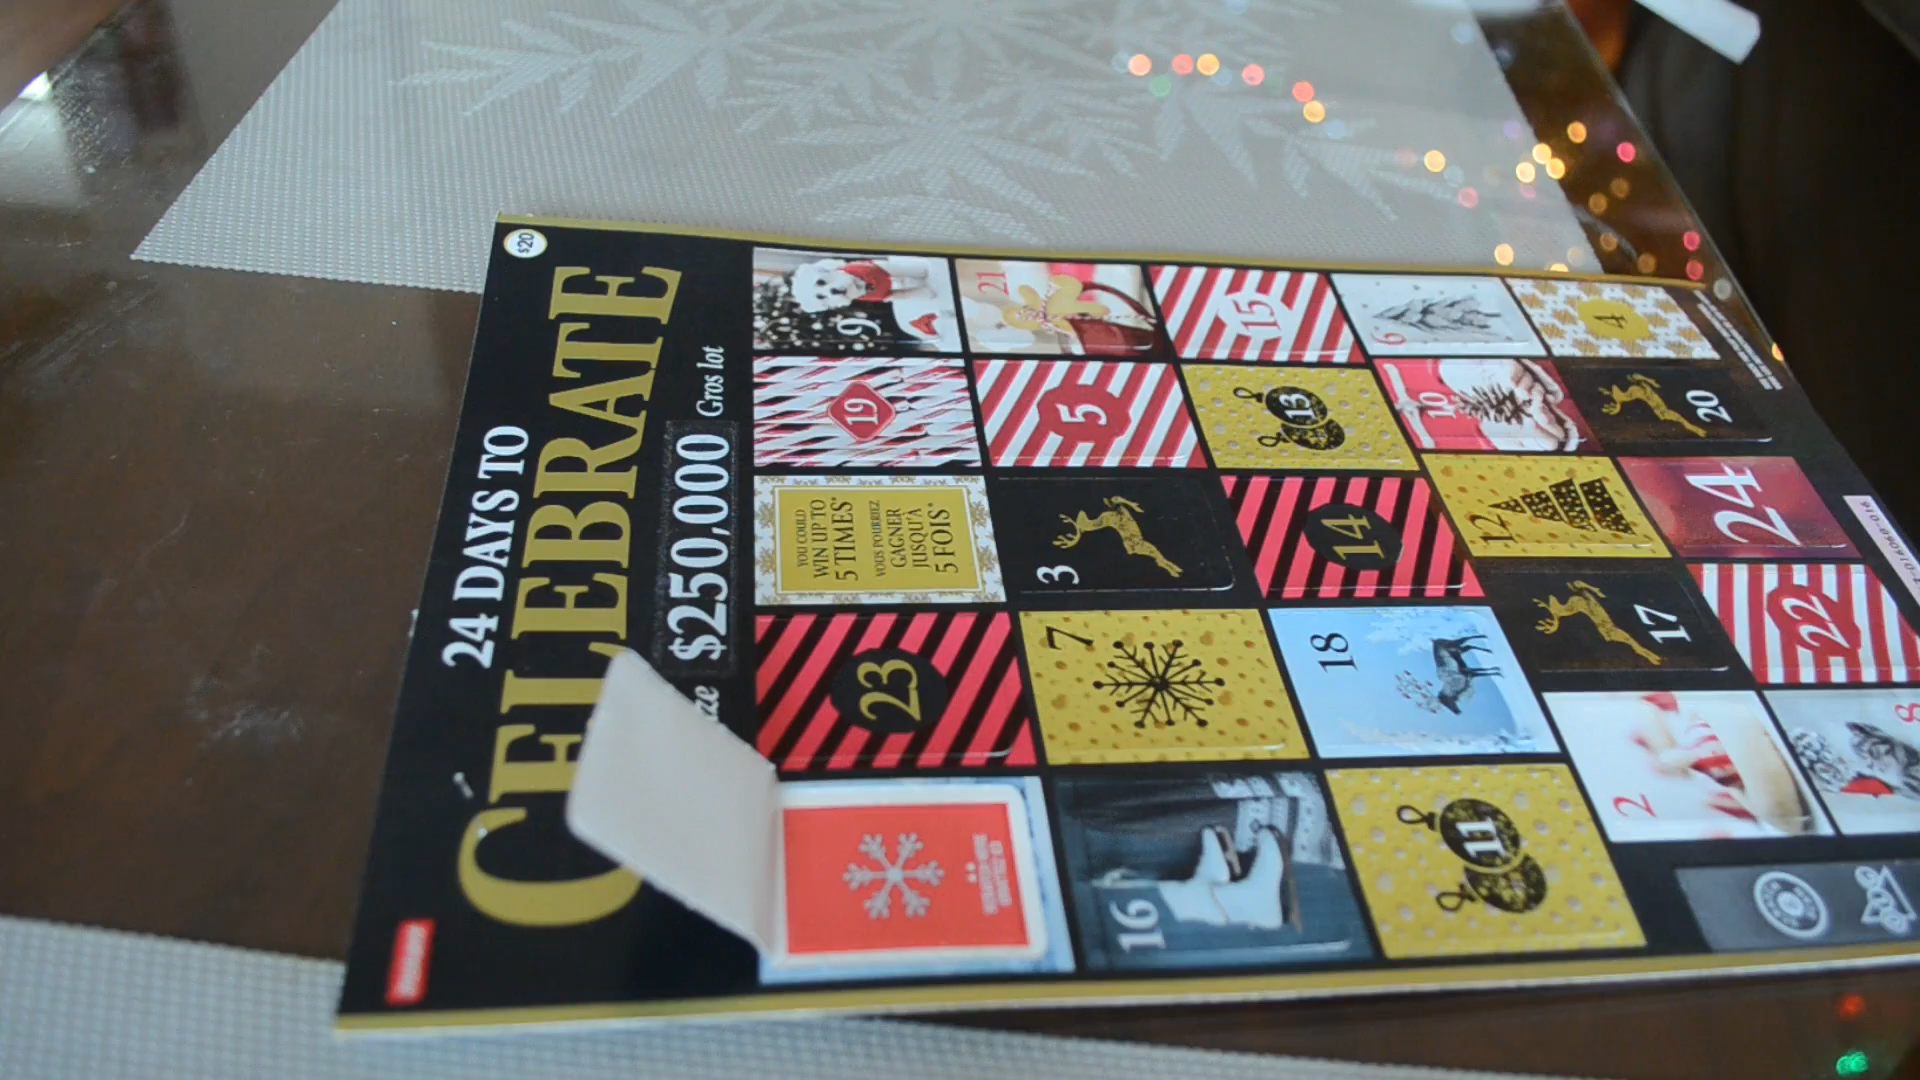 $20
24 DAYS TO
CELEBRATE
$250,000 Gros lot
9
21
15
6
4
19
5
13
10
20
YOU COULD
WIN UP TO
5 TIMES*
VOUS POURRIEZ
GAGNER
JUSQU'À
5 FOIS*
3
14
12
24
23
7
18
17
22
16
11
2
8